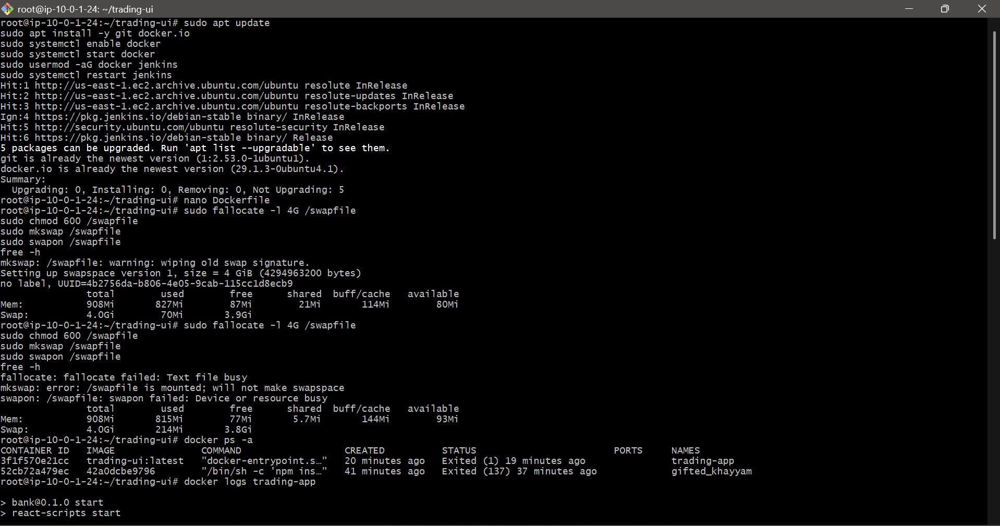 root@ip-10-0-1-24: ~/trading-ui
root@ip-10-0-1-24:~/trading-ui# sudo apt update
sudo apt install -y git docker.io
sudo systemctl enable docker
sudo systemctl start docker
sudo usermod -aG docker jenkins
sudo systemctl restart jenkins
Hit:1 http://us-east-1.ec2.archive.ubuntu.com/ubuntu resolute InRelease
Hit:2 http://us-east-1.ec2.archive.ubuntu.com/ubuntu resolute-updates InRelease
Hit:3 http://us-east-1.ec2.archive.ubuntu.com/ubuntu resolute-backports InRelease
Ign:4 https://pkg.jenkins.io/debian-stable binary/ InRelease
Hit:5 http://security.ubuntu.com/ubuntu resolute-security InRelease
Hit:6 https://pkg.jenkins.io/debian-stable binary/ Release
5 packages can be upgraded. Run 'apt list --upgradable' to see them.
git is already the newest version (1:2.53.0-1ubuntu1).
docker.io is already the newest version (29.1.3-0ubuntu4.1).
Summary:
  Upgrading: 0, Installing: 0, Removing: 0, Not Upgrading: 5
root@ip-10-0-1-24:~/trading-ui# nano Dockerfile
root@ip-10-0-1-24:~/trading-ui# sudo fallocate -l 4G /swapfile
sudo chmod 600 /swapfile
sudo mkswap /swapfile
sudo swapon /swapfile
free -h
mkswap: /swapfile: warning: wiping old swap signature.
Setting up swapspace version 1, size = 4 GiB (4294963200 bytes)
no label, UUID=4b2756da-b806-4e05-9cab-115cc1d8ecb9
               total        used        free      shared  buff/cache   available
Mem:           908Mi       827Mi        87Mi        21Mi       114Mi        80Mi
Swap:          4.0Gi        70Mi       3.9Gi
root@ip-10-0-1-24:~/trading-ui# sudo fallocate -l 4G /swapfile
sudo chmod 600 /swapfile
sudo mkswap /swapfile
sudo swapon /swapfile
free -h
fallocate: fallocate failed: Text file busy
mkswap: error: /swapfile is mounted; will not make swapspace
swapon: /swapfile: swapon failed: Device or resource busy
               total        used        free      shared  buff/cache   available
Mem:           908Mi       815Mi        77Mi       5.7Mi       144Mi        93Mi
Swap:          4.0Gi       214Mi       3.8Gi
root@ip-10-0-1-24:~/trading-ui# docker ps -a
CONTAINER ID   IMAGE               COMMAND                  CREATED          STATUS                        PORTS     NAMES
3f1f570e21cc   trading-ui:latest   "docker-entrypoint.s…"   20 minutes ago   Exited (1) 19 minutes ago               trading-app
52cb72a479ec   42a0dcbe9796        "/bin/sh -c 'npm ins…"   41 minutes ago   Exited (137) 37 minutes ago             gifted_khayyam
root@ip-10-0-1-24:~/trading-ui# docker logs trading-app
> bank@0.1.0 start
> react-scripts start